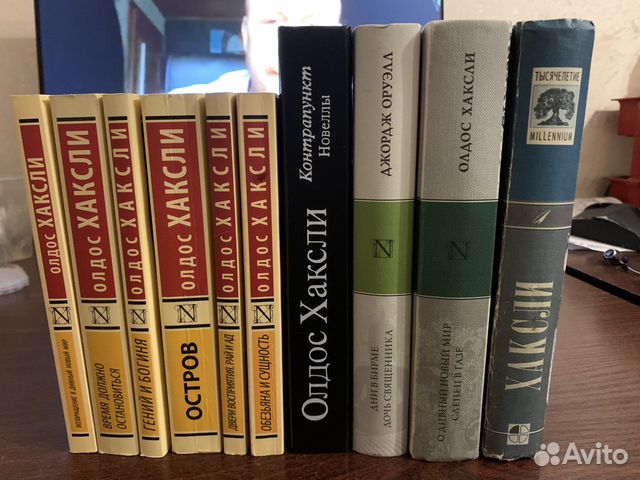 ОЛДОС ХАКСЛИ
ВОЗВРАЩЕНИЕ В ДИВНЫЙ НОВЫЙ МИР
ОЛДОС ХАКСЛИ
ВРЕМЯ ДОЛЖНО
ОСТАНОВИТЬСЯ
ОЛДОС ХАКСЛИ
ГЕНИЙ И БОГИНЯ
ОЛДОС ХАКСЛИ
ОСТРОВ
ОЛДОС ХАКСЛИ
ДВЕРИ ВОСПРИЯТИЯ. РАЙ И АД
ОЛДОС ХАКСЛИ
ОБЕЗЬЯНА И СУЩНОСТЬ
Олдос Хаксли
Контрапункт
Новеллы
ДЖОРДЖ ОРУЭЛЛ
N
ДНИ В БИРМЕ
ДОЧЬ СВЯЩЕННИКА
ОЛДОС ХАКСЛИ
N
О ДИВНЫЙ НОВЫЙ МИР
СЛЕПЕЦ В ГАЗЕ
ТЫСЯЧЕЛЕТИЕ
MILLENNIUM
ХАКСЛИ
Avito